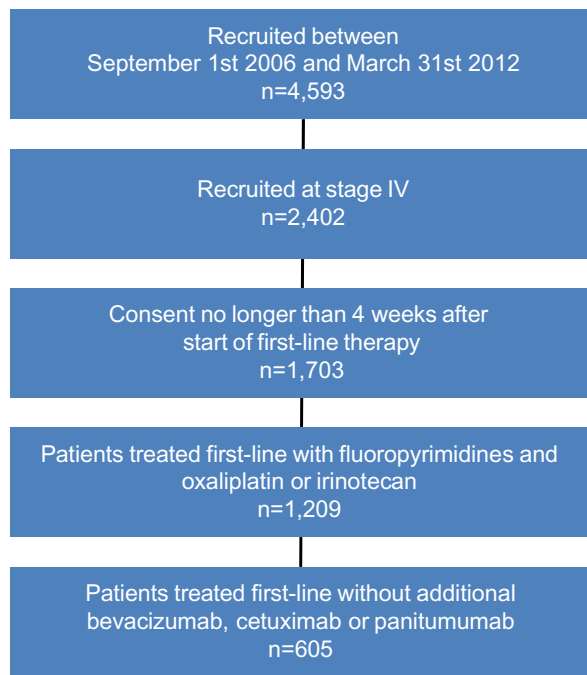 Recruited between
September 1st 2006 and March 31st 2012
n=4,593
Recruited at stage IV
n=2,402
Consent no longer than 4 weeks after
start of first-line therapy
n=1,703
Patients treated first-line with fluoropyrimidines and
oxaliplatin or irinotecan
n=1,209
Patients treated first-line without additional
bevacizumab, cetuximab or panitumumab
n=605